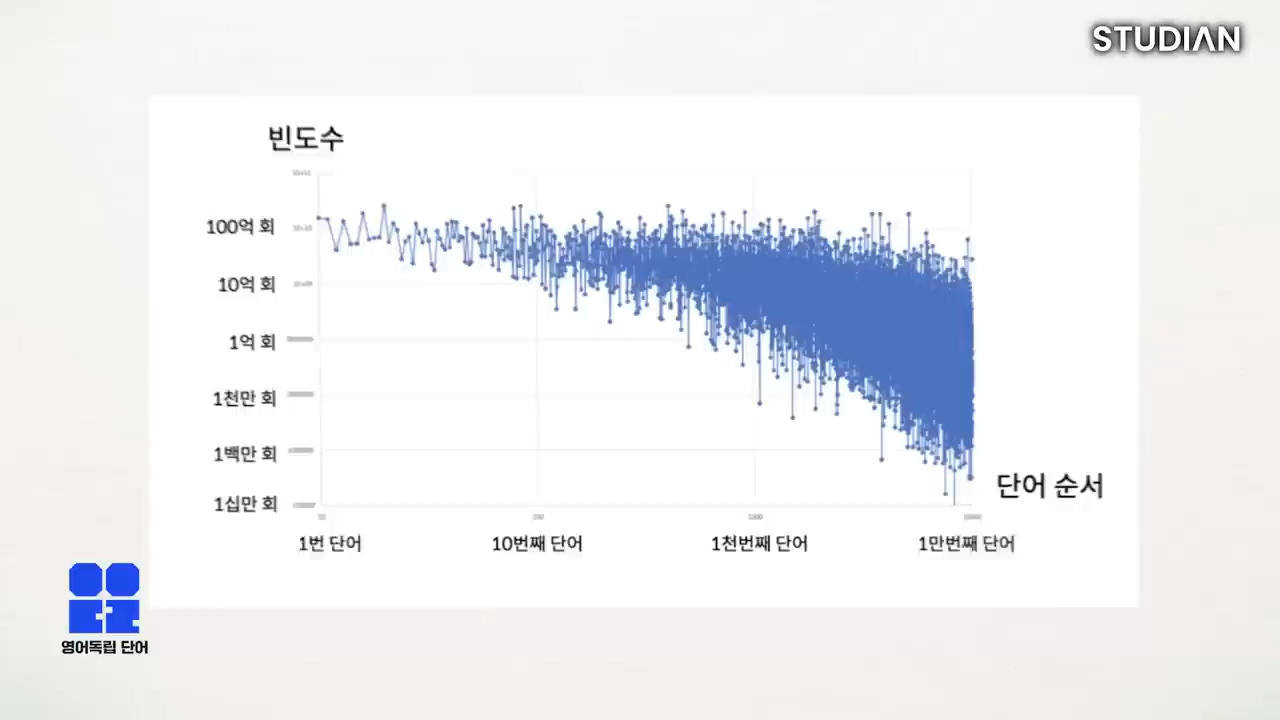 STUDIAN
빈도수
100억 회
10억 회
1억 회
1천만 회
1백만 회
1십만 회
단어 순서
1번 단어
10번째 단어
1천번째 단어
1만번째 단어
영어독립 단어